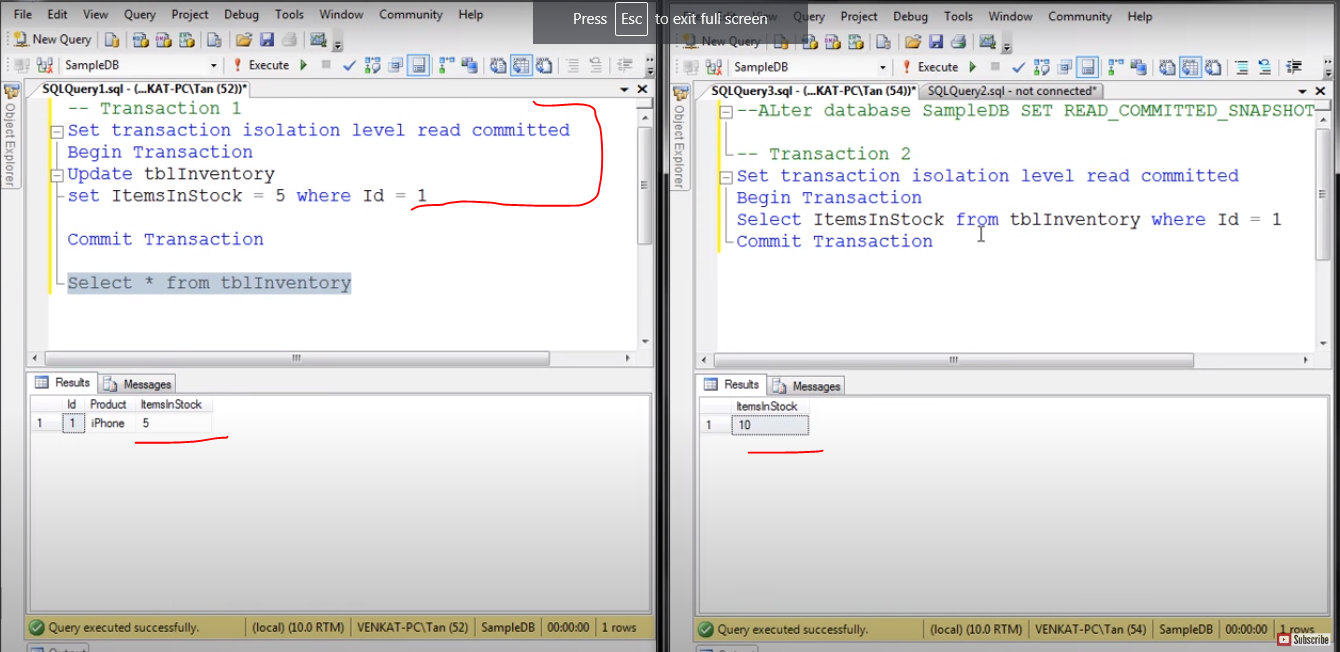 File Edit View Query Project Debug Tools Window Community Help
Press Esc to exit full screen
Query Project Debug Tools Window Community Help
New Query
New Query
SampleDB
Execute
SampleDB
Execute
SQLQuery1.sql - (...KAT-PC\Tan (52))*
SQLQuery3.sql - (...KAT-PC\Tan (54))*
SQLQuery2.sql - not connected*
Object Explorer
-- Transaction 1
Set transaction isolation level read committed
Begin Transaction
Update tblInventory
set ItemsInStock = 5 where Id = 1
Commit Transaction
Select * from tblInventory
Results
Messages
Id Product ItemsInStock
1 1 iPhone 5
Query executed successfully.
(local) (10.0 RTM)
VENKAT-PC\Tan (52)
SampleDB
00:00:00
1 rows
Output
Object Explorer
--ALter database SampleDB SET READ_COMMITTED_SNAPSHOT
-- Transaction 2
Set transaction isolation level read committed
Begin Transaction
Select ItemsInStock from tblInventory where Id = 1
Commit Transaction
Results
Messages
ItemsInStock
1 10
Query executed successfully.
(local) (10.0 RTM)
VENKAT-PC\Tan (54)
SampleDB
00:00:00
1 rows
Subscribe